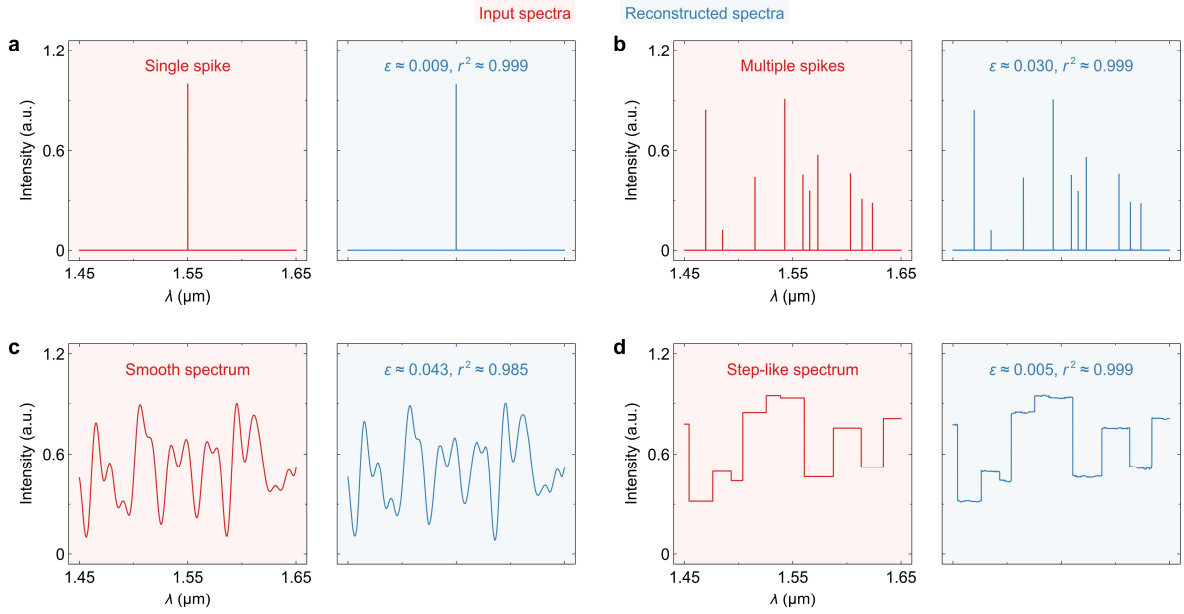 Input spectra
Reconstructed spectra
a
1.2
0.6
0
Intensity (a.u.)
Single spike
1.45
1.55
1.65
λ (μm)
ε ≈ 0.009, r² ≈ 0.999
b
1.2
0.6
0
Intensity (a.u.)
Multiple spikes
1.45
1.55
1.65
λ (μm)
ε ≈ 0.030, r² ≈ 0.999
c
1.2
0.6
0
Intensity (a.u.)
Smooth spectrum
1.45
1.55
1.65
λ (μm)
ε ≈ 0.043, r² ≈ 0.985
d
1.2
0.6
0
Intensity (a.u.)
Step-like spectrum
1.45
1.55
1.65
λ (μm)
ε ≈ 0.005, r² ≈ 0.999